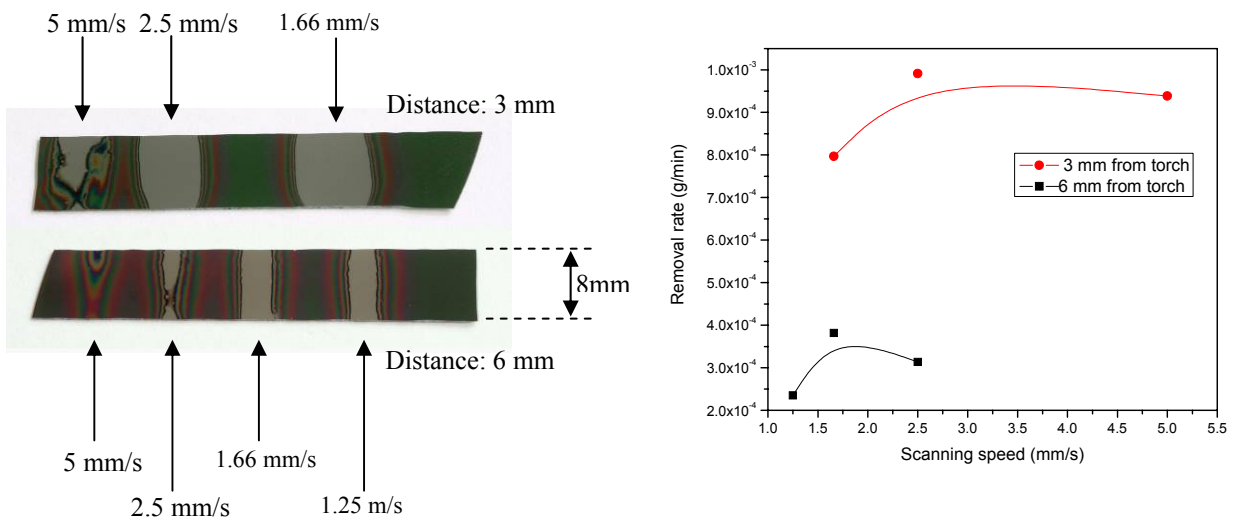 5 mm/s
2.5 mm/s
1.66 mm/s
Distance: 3 mm
8mm
Distance: 6 mm
5 mm/s
1.66 mm/s
2.5 mm/s
1.25 m/s
1.0x10-3
9.0x10-4
8.0x10-4
7.0x10-4
6.0x10-4
5.0x10-4
4.0x10-4
3.0x10-4
2.0x10-4
Removal rate (g/min)
3 mm from torch
6 mm from torch
1.0 1.5 2.0 2.5 3.0 3.5 4.0 4.5 5.0 5.5
Scanning speed (mm/s)